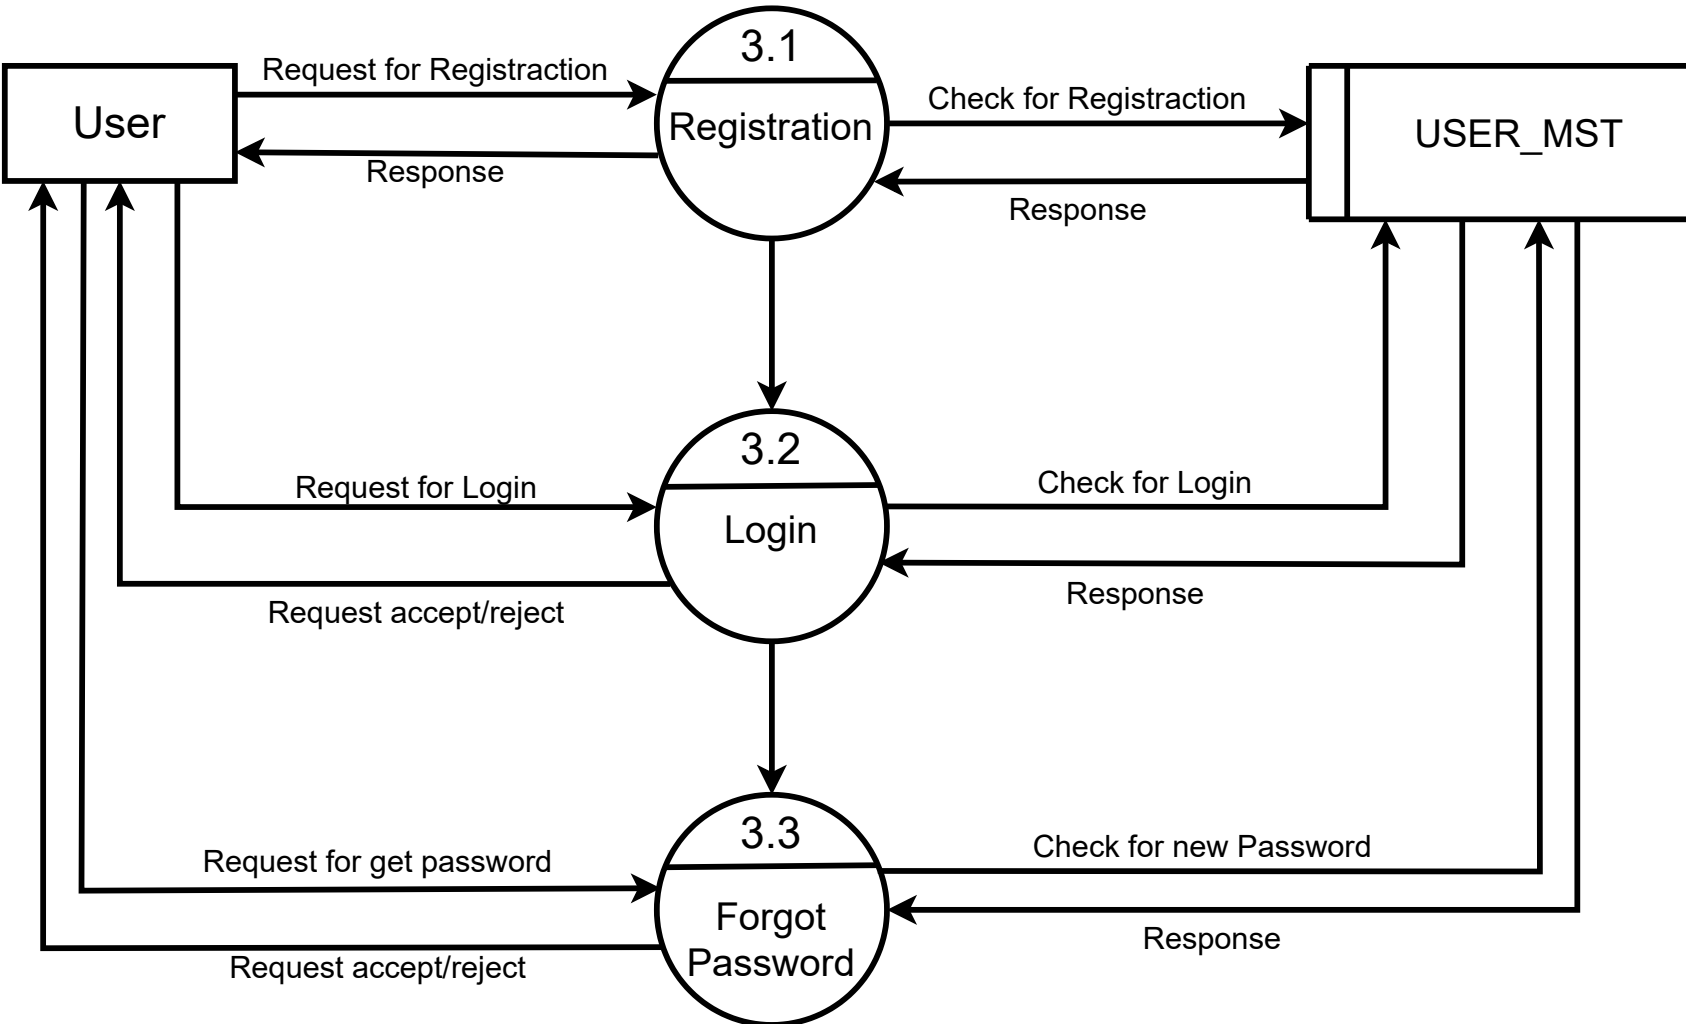 3.1
Request for Registraction
User
Check for Registraction
Registration
USER_MST
Response
Response
3.2
Request for Login
Check for Login
Login
Request accept/reject
Response
3.3
Request for get password
Check for new Password
Forgot
Password
Request accept/reject
Response